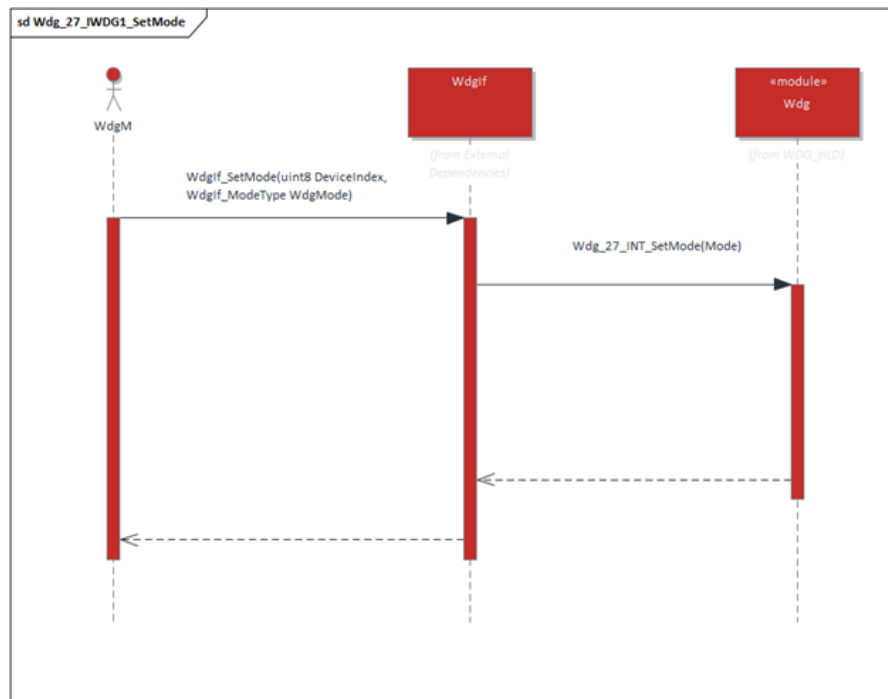 sd Wdg_27_IWDG1_SetMode
WdgM
WdgIf
«module»
Wdg
(from External
Dependencies)
(from WDG_HLD)
WdgIf_SetMode(uint8 DeviceIndex,
WdgIf_ModeType WdgMode)
Wdg_27_INT_SetMode(Mode)